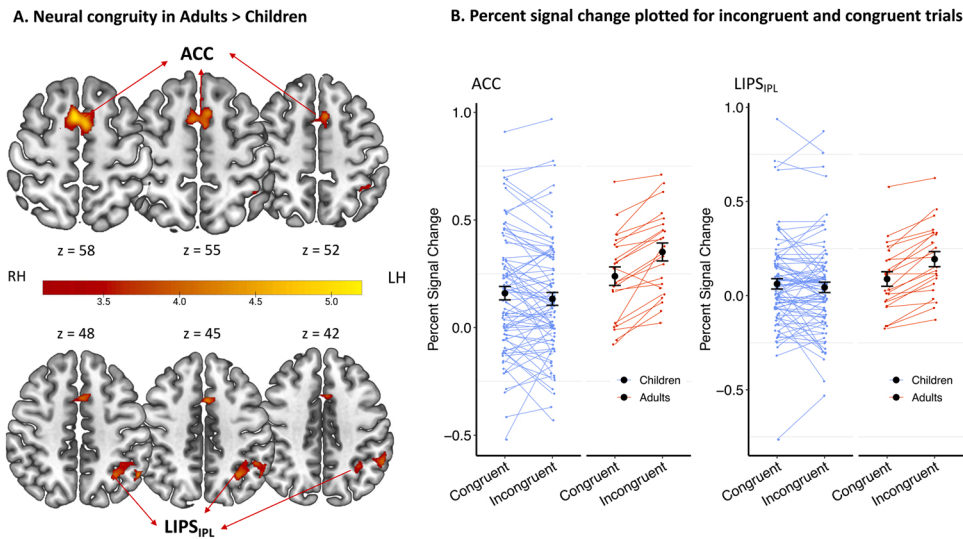 A. Neural congruity in Adults > Children
ACC
z = 58 z = 55 z = 52
RH LH
3.5 4.0 4.5 5.0
z = 48 z = 45 z = 42
LIPS_IPL
B. Percent signal change plotted for incongruent and congruent trials
ACC
Percent Signal Change
1.0
0.5
0.0
−0.5
Children
Adults
Congruent Incongruent Congruent Incongruent
LIPS_IPL
Percent Signal Change
1.0
0.5
0.0
−0.5
Children
Adults
Congruent Incongruent Congruent Incongruent